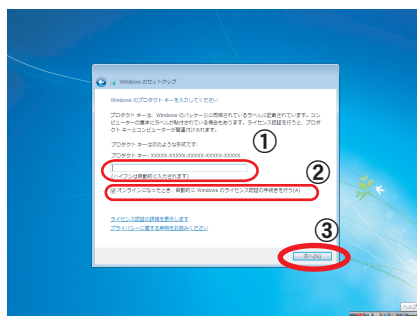 Windows のセットアップ
Windows のプロダクト キーを入力してください
プロダクト キーは、Windows のパッケージに同梱されているラベルに記載されています。コン
ピューターの筐体にラベルが貼付されている場合もあります。ライセンス認証を行うと、プロダ
クト キーとコンピューターが関連付けられます。
①
プロダクト キーは次のような形式です:
プロダクト キー: XXXXX-XXXXX-XXXXX-XXXXX-XXXXX
(ハイフンは自動的に入力されます)
②
オンラインになったとき、自動的に Windows のライセンス認証の手続きを行う(A)
ライセンス認証の詳細を表示します
プライバシーに関する声明をお読みください
③
次へ(N)
ヘルプ